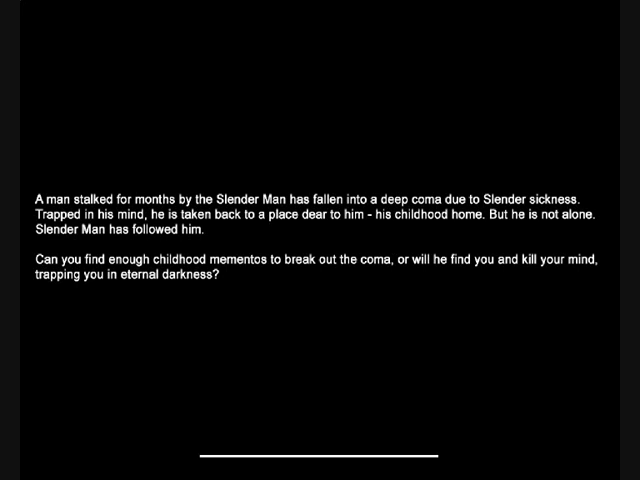 A man stalked for months by the Slender Man has fallen into a deep coma due to Slender sickness.
Trapped in his mind, he is taken back to a place dear to him - his childhood home. But he is not alone.
Slender Man has followed him.
Can you find enough childhood mementos to break out the coma, or will he find you and kill your mind,
trapping you in eternal darkness?